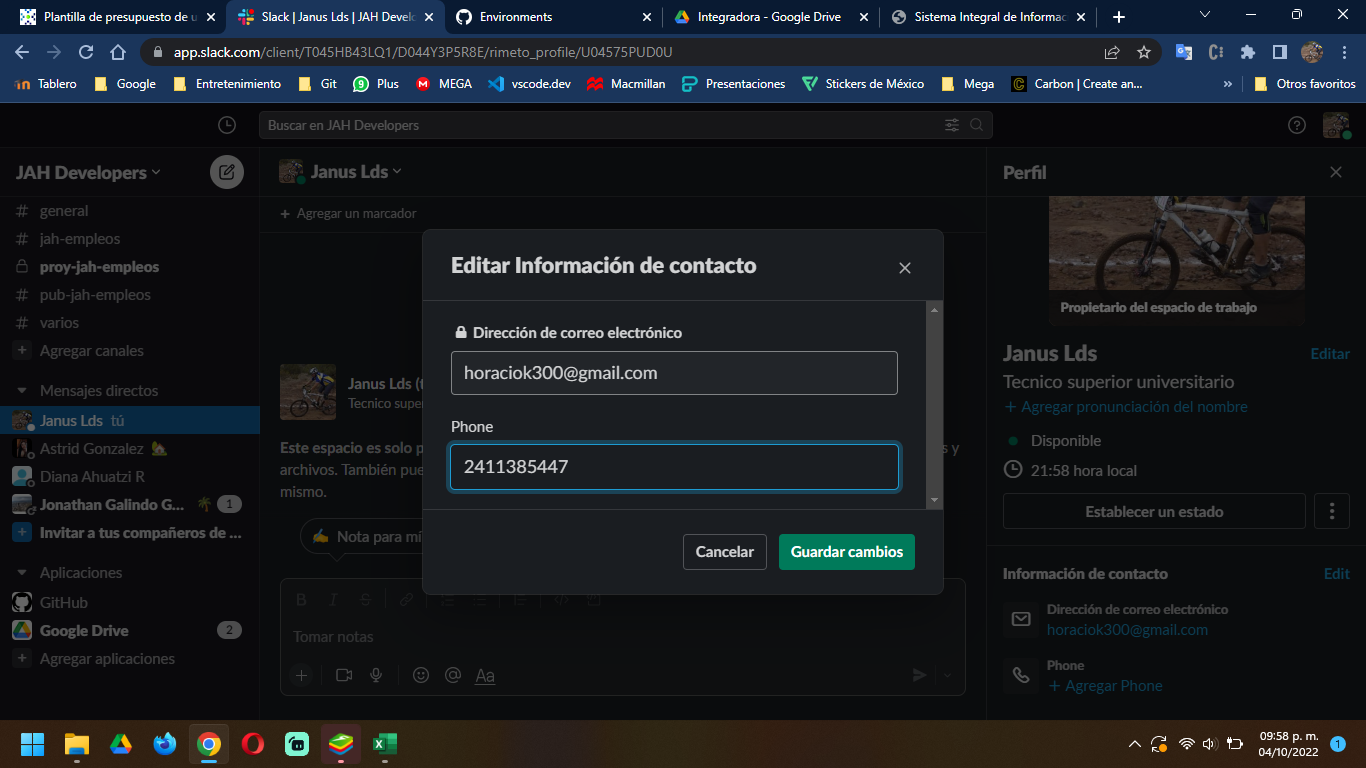 Plantilla de presupuesto de u
Slack | Janus Lds | JAH Devel
Environments
Integradora - Google Drive
Sistema Integral de Informac
app.slack.com/client/T045HB43LQ1/D044Y3P5R8E/rimeto_profile/U04575PUD0U
Tablero
Google
Entretenimiento
Git
Plus
MEGA
vscode.dev
Macmillan
Presentaciones
Stickers de México
Mega
Carbon | Create an...
»
Otros favoritos
Buscar en JAH Developers
JAH Developers
# general
# jah-empleos
proy-jah-empleos
# pub-jah-empleos
# varios
+ Agregar canales
Mensajes directos
Janus Lds tú
Astrid Gonzalez
Diana Ahuatzi R
Jonathan Galindo G... 1
+ Invitar a tus compañeros de ...
Aplicaciones
GitHub
Google Drive 2
+ Agregar aplicaciones
Janus Lds
+ Agregar un marcador
Janus Lds (t
Tecnico supe
Este espacio es solo p
s y
archivos. También pue
mismo.
Nota para mí
Editar Información de contacto
Dirección de correo electrónico
horaciok300@gmail.com
Phone
2411385447
Cancelar
Guardar cambios
B I S
Tomar notas
+ @ Aa
Perfil
Propietario del espacio de trabajo
Janus Lds
Editar
Tecnico superior universitario
+ Agregar pronunciación del nombre
Disponible
21:58 hora local
Establecer un estado
Información de contacto
Edit
Dirección de correo electrónico
horaciok300@gmail.com
Phone
+ Agregar Phone
09:58 p. m.
04/10/2022
1